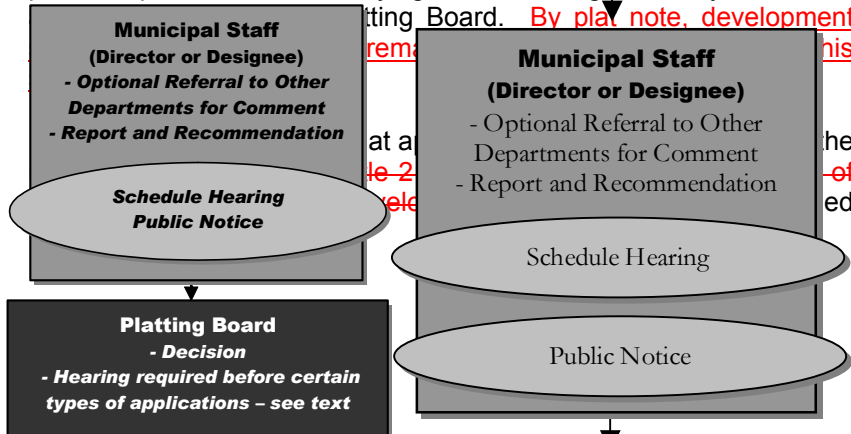 tting Board. By plat note, development
his
the
of
ed
Municipal Staff
(Director or Designee)
- Optional Referral to Other
Departments for Comment
- Report and Recommendation
Schedule Hearing
Public Notice
Platting Board
- Decision
- Hearing required before certain
types of applications – see text
Municipal Staff
(Director or Designee)
- Optional Referral to Other
Departments for Comment
- Report and Recommendation
Schedule Hearing
Public Notice